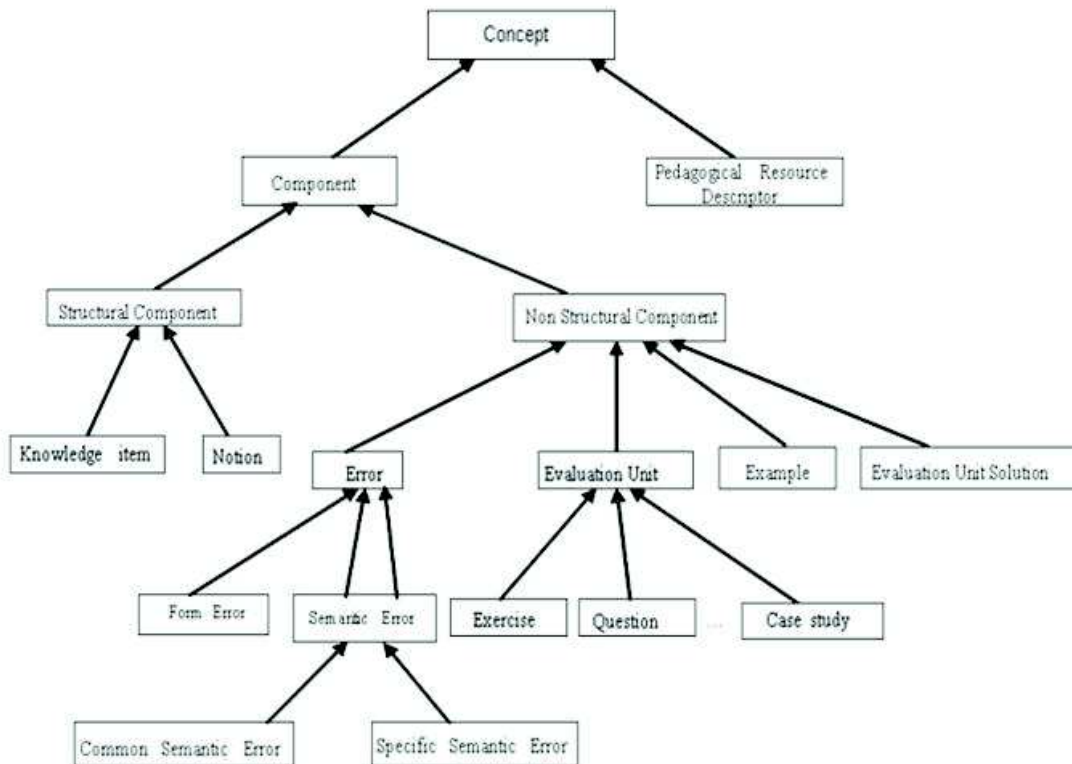 Concept
Component
Pedagogical Resource
Descriptor
Structural Component
Non Structural Component
Knowledge item
Notion
Error
Evaluation Unit
Example
Evaluation Unit Solution
Form Error
Semantic Error
Exercise
Question
...
Case study
Common Semantic Error
Specific Semantic Error